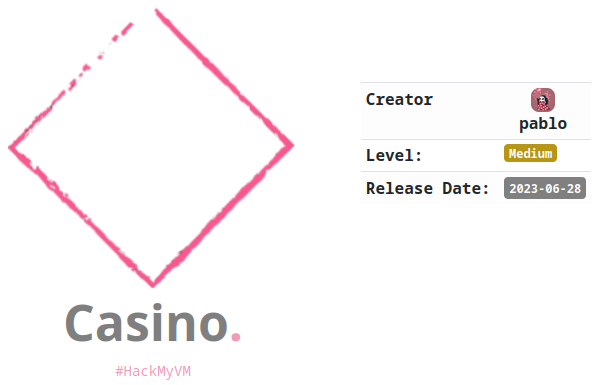 Creator
pablo
Level: Medium
Release Date: 2023-06-28
Casino.
#HackMyVM